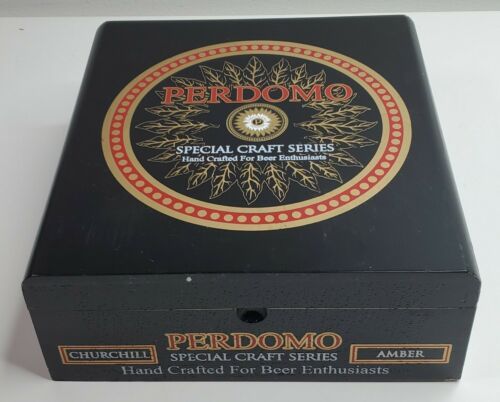 PERDOMO
P
SPECIAL CRAFT SERIES
Hand Crafted For Beer Enthusiasts
PERDOMO
CHURCHILL SPECIAL CRAFT SERIES AMBER
Hand Crafted For Beer Enthusiasts